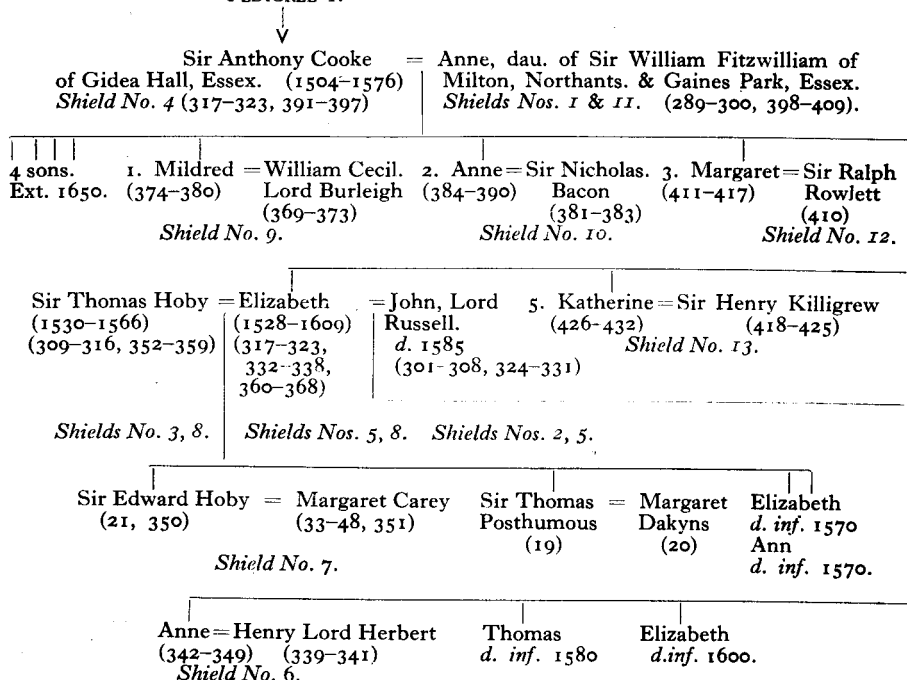 Sir Anthony Cooke = Anne, dau. of Sir William Fitzwilliam of
of Gidea Hall, Essex. (1504–1576) Milton, Northants. & Gaines Park, Essex.
Shield No. 4 (317–323, 391–397) Shields Nos. 1 & 11. (289–300, 398–409).
4 sons. 1. Mildred = William Cecil. 2. Anne = Sir Nicholas. 3. Margaret = Sir Ralph
Ext. 1650. (374–380) Lord Burleigh (384–390) Bacon (411–417) Rowlett
(369–373) (381–383) (410)
Shield No. 9. Shield No. 10. Shield No. 12.
Sir Thomas Hoby = Elizabeth = John, Lord 5. Katherine = Sir Henry Killigrew
(1530–1566) (1528–1609) Russell. (426-432) (418–425)
(309–316, 352–359) (317–323, d. 1585 Shield No. 13.
332–338, (301–308, 324–331)
360–368)
Shields No. 3, 8. Shields Nos. 5, 8. Shields Nos. 2, 5.
Sir Edward Hoby = Margaret Carey Sir Thomas = Margaret Elizabeth
(21, 350) (33–48, 351) Posthumous Dakyns d. inf. 1570
(19) (20) Ann
Shield No. 7. d. inf. 1570.
Anne = Henry Lord Herbert Thomas Elizabeth
(342–349) (339–341) d. inf. 1580 d.inf. 1600.
Shield No. 6.